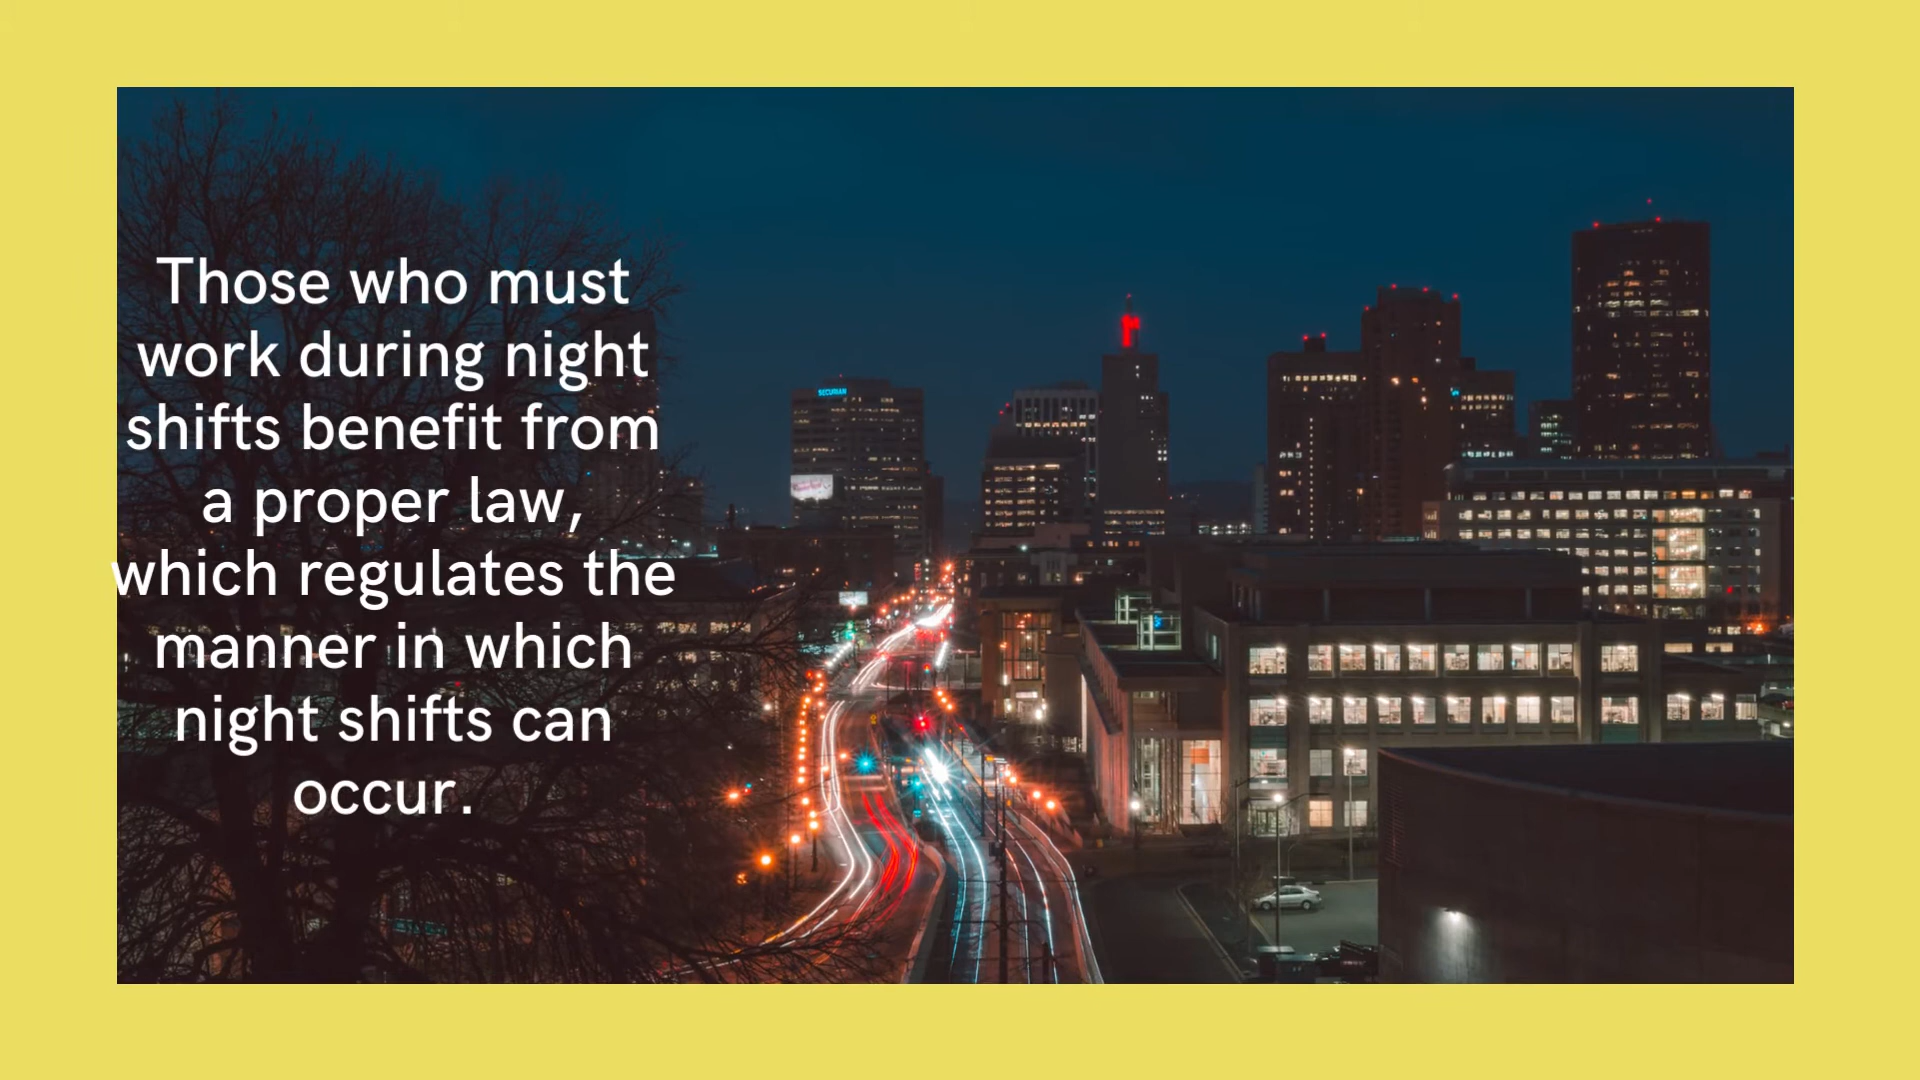 Those who must
work during night
shifts benefit from
a proper law,
which regulates the
manner in which
night shifts can
occur.
SECURIAN